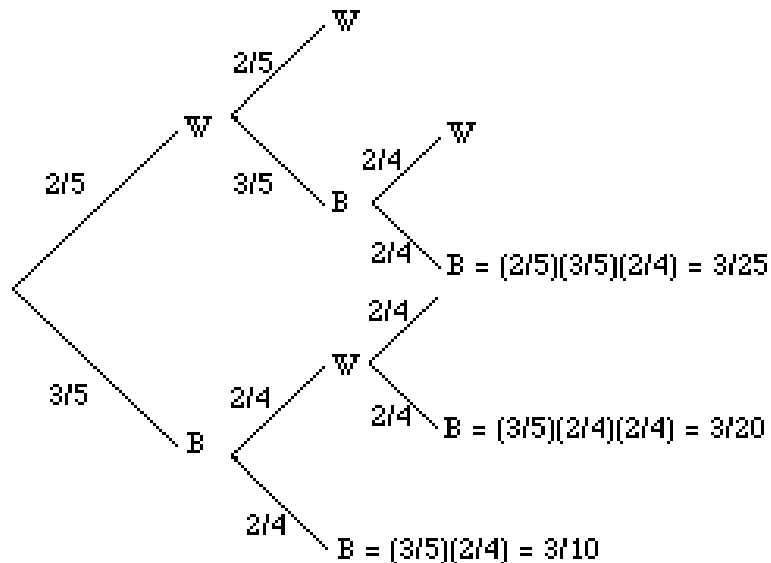 W
2/5
W
W
2/4
2/5
3/5
B
2/4
B = (2/5)(3/5)(2/4) = 3/25
2/4
W
3/5
2/4
2/4
B = (3/5)(2/4)(2/4) = 3/20
B
2/4
B = (3/5)(2/4) = 3/10